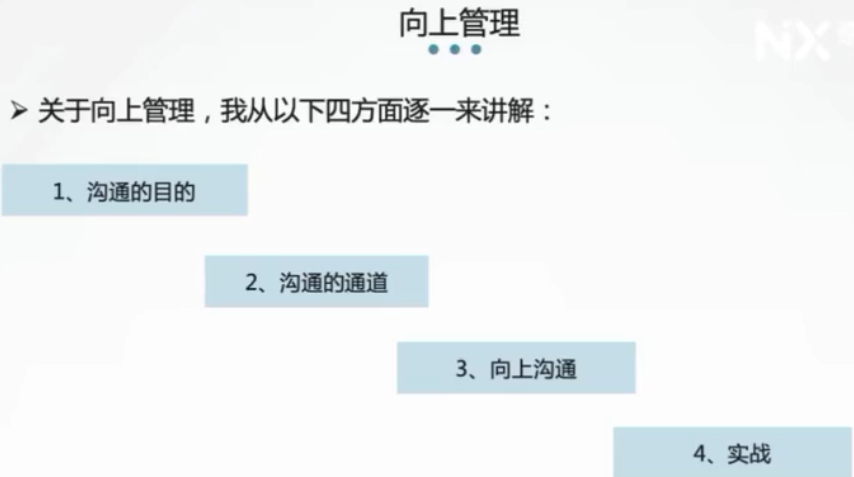 向上管理
NX
➢ 关于向上管理，我从以下四方面逐一来讲解：
1、沟通的目的
2、沟通的通道
3、向上沟通
4、实战